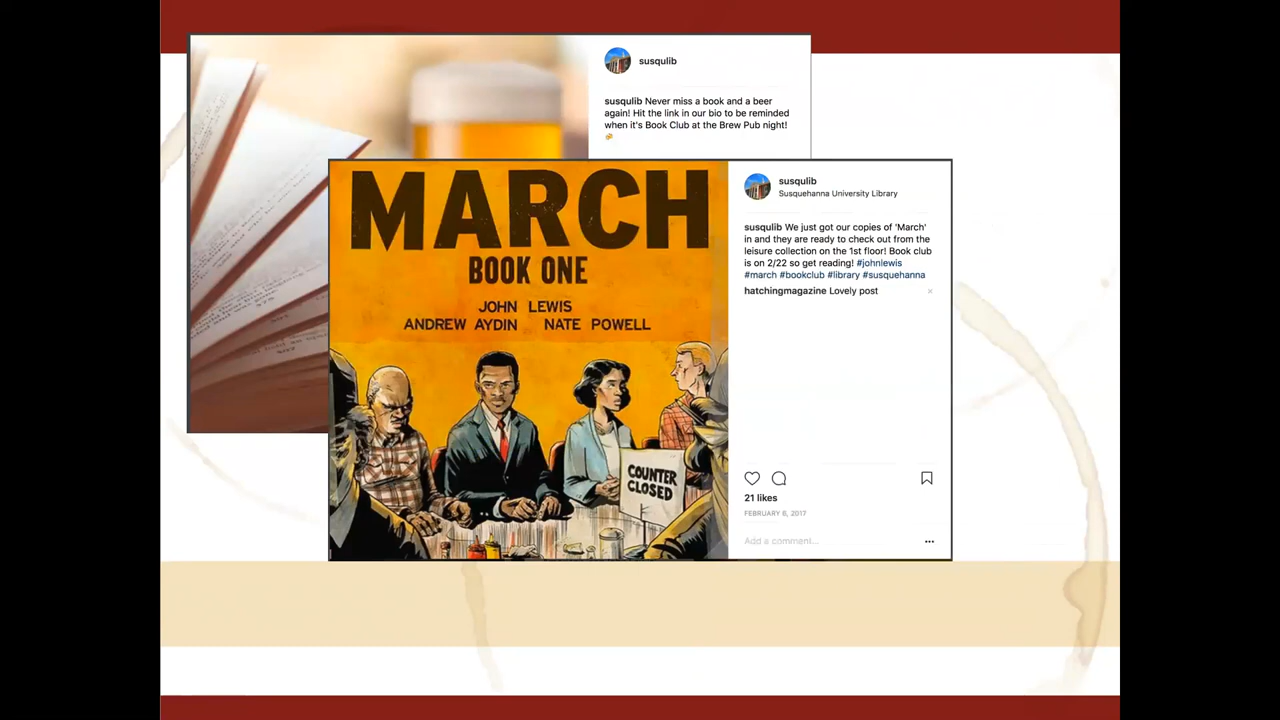 susqulib
susqulib Never miss a book and a beer
again! Hit the link in our bio to be reminded
when it's Book Club at the Brew Pub night!
MARCH
BOOK ONE
JOHN LEWIS
ANDREW AYDIN NATE POWELL
COUNTER
CLOSED
susqulib
Susquehanna University Library
susqulib We just got our copies of 'March'
in and they are ready to check out from the
leisure collection on the 1st floor! Book club
is on 2/22 so get reading! #johnlewis
#march #bookclub #library #susquehanna
hatchingmagazine Lovely post
21 likes
FEBRUARY 6, 2017
Add a comment...